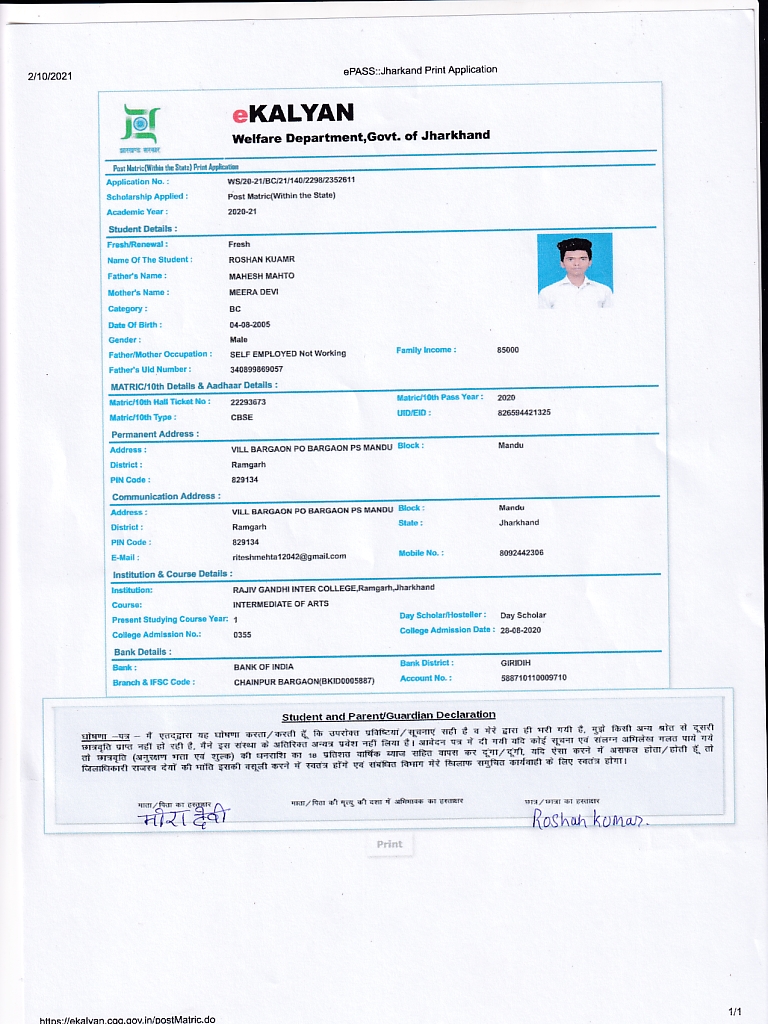 2/10/2021
ePASS::Jharkand Print Application
eKALYAN
Welfare Department,Govt. of Jharkhand
झारखण्ड सरकार
Post Matric(Within the State) Print Application
Application No. : WS/20-21/BC/21/140/2298/2352611
Scholarship Applied : Post Matric(Within the State)
Academic Year : 2020-21
Student Details :
Fresh/Renewal : Fresh
Name Of The Student : ROSHAN KUAMR
Father's Name : MAHESH MAHTO
Mother's Name : MEERA DEVI
Category : BC
Date Of Birth : 04-08-2005
Gender : Male
Father/Mother Occupation : SELF EMPLOYED Not Working Family Income : 85000
Father's Uid Number : 340899869057
MATRIC/10th Details & Aadhaar Details :
Matric/10th Hall Ticket No : 22293673 Matric/10th Pass Year : 2020
Matric/10th Type : CBSE UID/EID : 826594421325
Permanent Address :
Address : VILL BARGAON PO BARGAON PS MANDU Block : Mandu
District : Ramgarh
PIN Code : 829134
Communication Address :
Address : VILL BARGAON PO BARGAON PS MANDU Block : Mandu
District : Ramgarh State : Jharkhand
PIN Code : 829134
E-Mail : riteshmehta12042@gmail.com Mobile No. : 8092442306
Institution & Course Details :
Institution: RAJIV GANDHI INTER COLLEGE,Ramgarh,Jharkhand
Course: INTERMEDIATE OF ARTS
Present Studying Course Year: 1 Day Scholar/Hosteller : Day Scholar
College Admission No.: 0355 College Admission Date : 28-08-2020
Bank Details :
Bank : BANK OF INDIA Bank District : GIRIDIH
Branch & IFSC Code : CHAINPUR BARGAON(BKID0005887) Account No. : 588710110009710
Student and Parent/Guardian Declaration
घोषणा –पत्र – मैं एतद्द्वारा यह घोषणा करता/करती हूँ कि उपरोक्त प्रविष्टियां/सूचनाएं सही है व मेरे द्वारा ही भरी गयी है, मुझे किसी अन्य श्रोत से दूसरी
छात्रवृति प्राप्त नहीं हो रही है, मैंने इस संस्था के अतिरिक्त अन्यत्र प्रवेश नहीं लिया है। आवेदन पत्र में दी गयी यदि कोई सूचना एवं संलग्न अभिलेख गलत पाये गये
तो छात्रवृति (अनुरक्षण भता एवं शुल्क) की धनराशि का 18 प्रतिशत वार्षिक ब्याज सहित वापस कर दूंगा/दूंगी, यदि ऐसा करने में असफल होता/होती हूँ तो
जिलाधिकारी राजस्व देयों की भांति इसकी वसूली करने में स्वतंत्र होंगे एवं संबंधित विभाग मेरे खिलाफ समुचित कार्यवाही के लिए स्वतंत्र होगा।
माता/पिता का हस्ताक्षर माता/पिता की मृत्यु की दशा में अभिभावक का हस्ताक्षर छात्र/छात्रा का हस्ताक्षर
मीरा देवी Roshan kumar.
Print
https://ekalyan.cgg.gov.in/postMatric.do
1/1